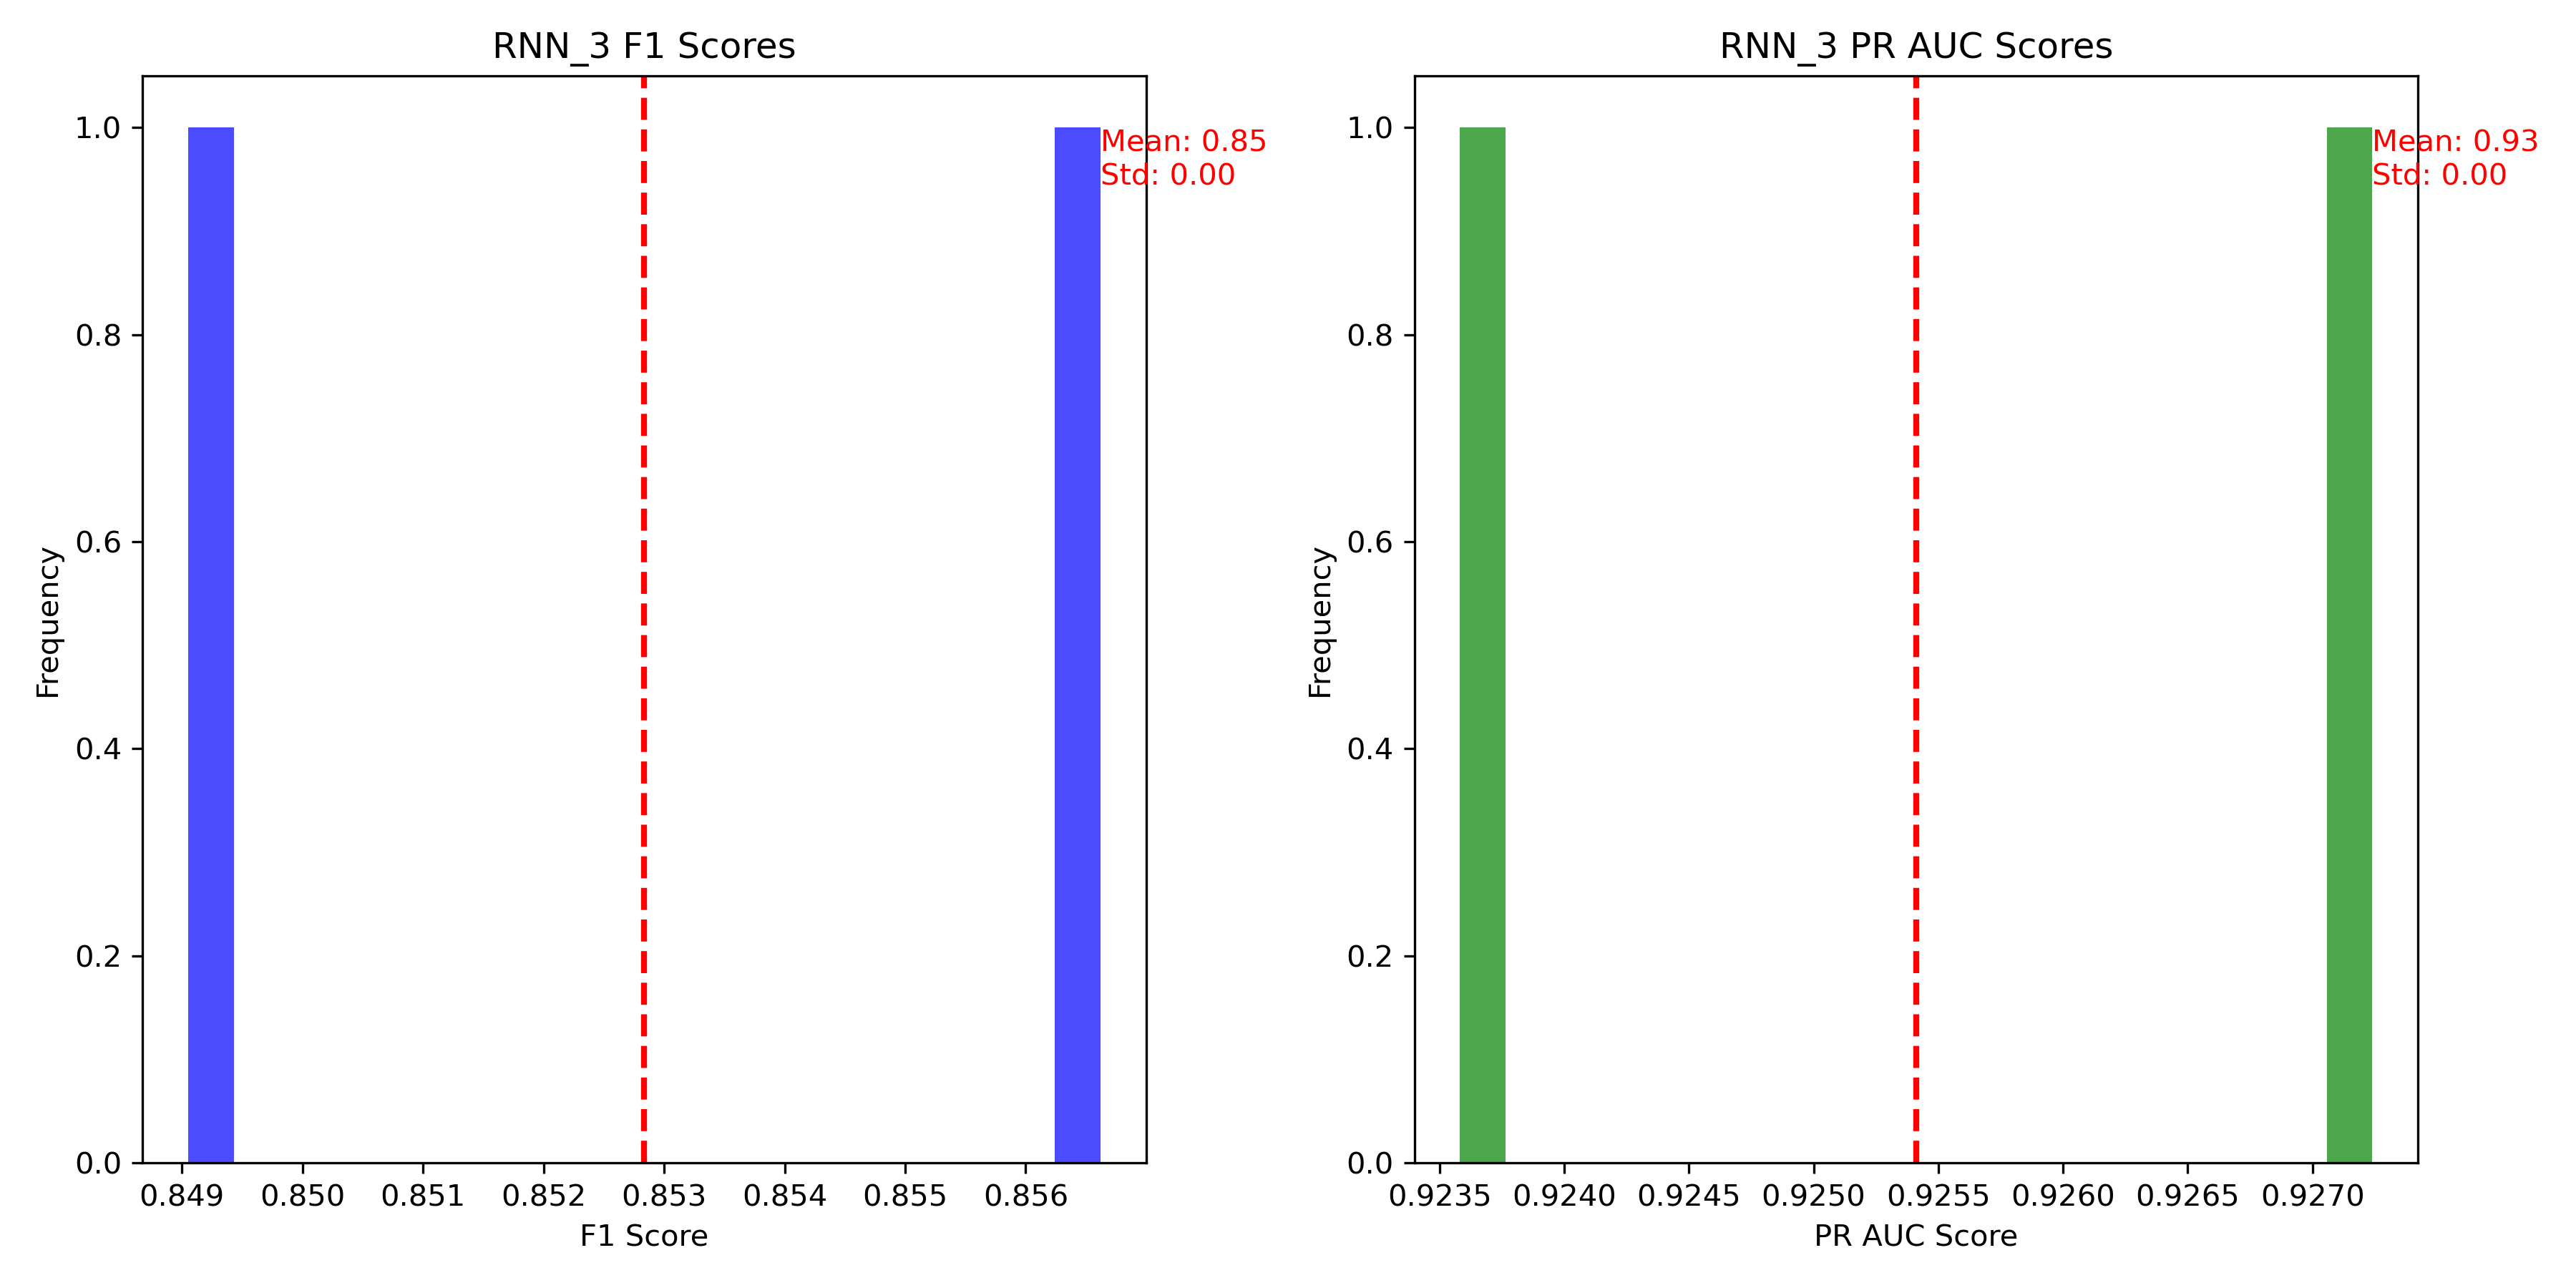 RNN_3 F1 Scores
1.0
0.8
0.6
0.4
0.2
0.0
Frequency
Mean: 0.85
Std: 0.00
0.849 0.850 0.851 0.852 0.853 0.854 0.855 0.856
F1 Score
RNN_3 PR AUC Scores
1.0
0.8
0.6
0.4
0.2
0.0
Frequency
Mean: 0.93
Std: 0.00
0.9235 0.9240 0.9245 0.9250 0.9255 0.9260 0.9265 0.9270
PR AUC Score